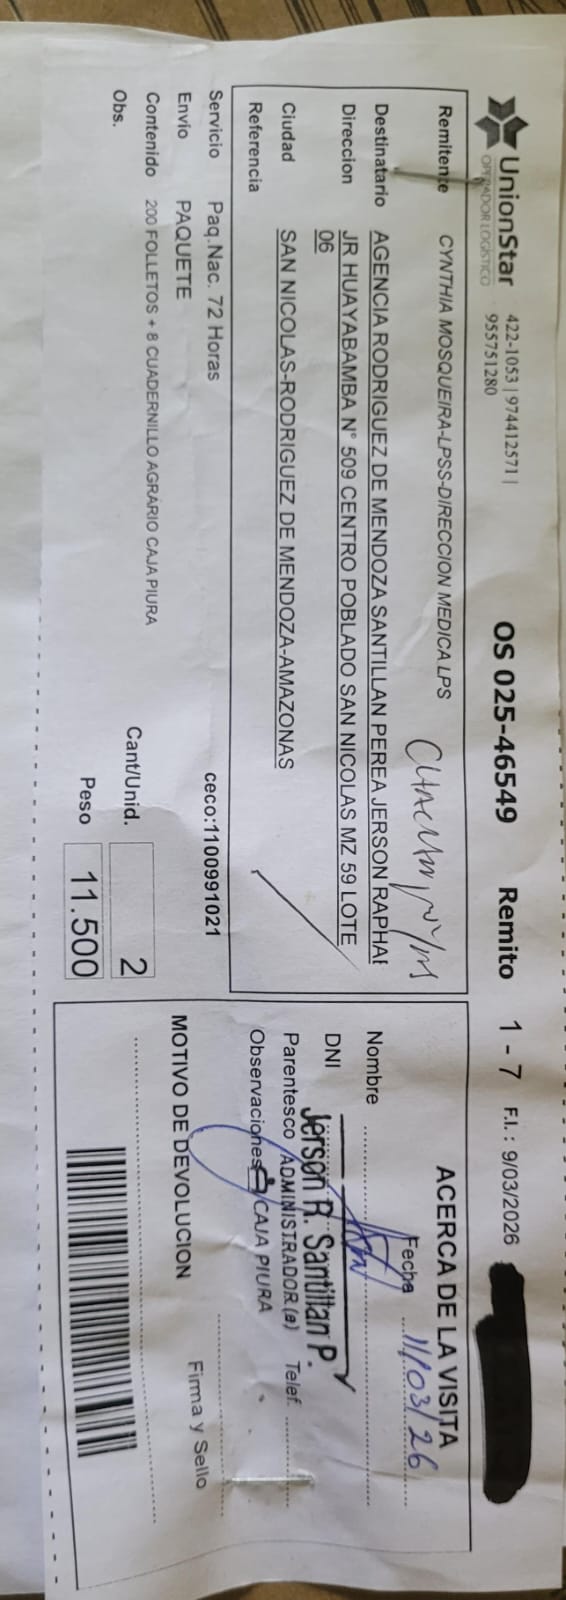 UnionStar
OPERADOR LOGISTICO
422-1053 | 974412571 |
955751280
OS 025-46549 Remito 1 - 7 F.I.: 9/03/2026
Remitente CYNTHIA MOSQUEIRA-LPSS-DIRECCION MEDICA LPS
Destinatario AGENCIA RODRIGUEZ DE MENDOZA SANTILLAN PEREA JERSON RAPHAE
Direccion JR HUAYABAMBA N° 509 CENTRO POBLADO SAN NICOLAS MZ 59 LOTE
06
Ciudad SAN NICOLAS-RODRIGUEZ DE MENDOZA-AMAZONAS
Referencia
Servicio Paq.Nac. 72 Horas ceco:1100991021
Envio PAQUETE
Contenido 200 FOLLETOS + 8 CUADERNILLO AGRARIO CAJA PIURA
Obs.
Cant/Unid. 2
Peso 11.500
ACERCA DE LA VISITA
Fecha 11/03/26
Nombre
DNI
Jerson R. Santillan P.
Parentesco ADMINISTRADOR (e) Telef.
Observaciones CAJA PIURA
MOTIVO DE DEVOLUCION
Firma y Sello